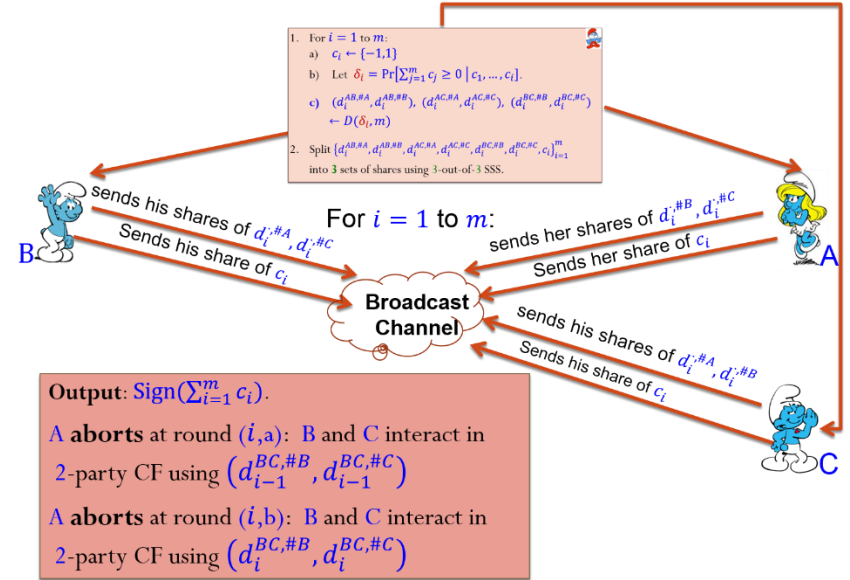 1. For i = 1 to m:
a) c_i ← {−1,1}
b) Let δ_i = Pr[∑_{j=1}^m c_j ≥ 0 | c_1, …, c_i].
c) (d_i^{AB,#A}, d_i^{AB,#B}), (d_i^{AC,#A}, d_i^{AC,#C}), (d_i^{BC,#B}, d_i^{BC,#C})
← D(δ_i, m)
2. Split {d_i^{AB,#A}, d_i^{AB,#B}, d_i^{AC,#A}, d_i^{AC,#C}, d_i^{BC,#B}, d_i^{BC,#C}, c_i}_{i=1}^m
into 3 sets of shares using 3-out-of-3 SSS.
B
sends his shares of d_i^{·,#A}, d_i^{·,#C}
Sends his share of c_i
For i = 1 to m:
sends her shares of d_i^{·,#B}, d_i^{·,#C}
Sends her share of c_i
A
Broadcast
Channel
sends his shares of d_i^{·,#A}, d_i^{·,#B}
Sends his share of c_i
C
Output: Sign(∑_{i=1}^m c_i).
A aborts at round (i,a): B and C interact in
2-party CF using (d_{i−1}^{BC,#B}, d_{i−1}^{BC,#C})
A aborts at round (i,b): B and C interact in
2-party CF using (d_i^{BC,#B}, d_i^{BC,#C})